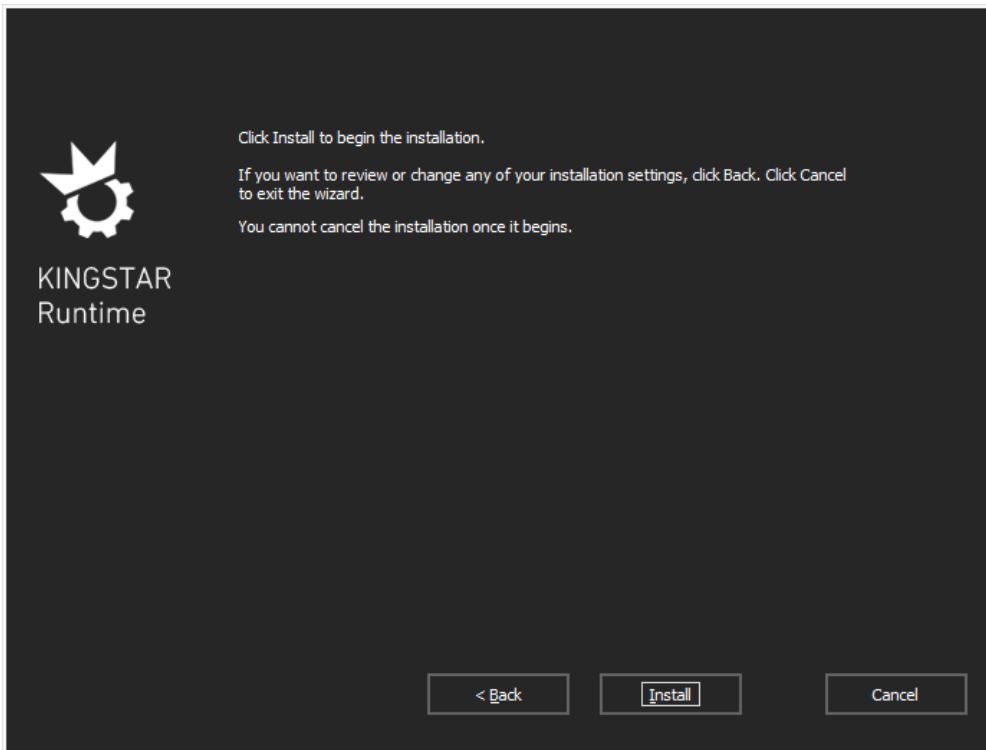 Click Install to begin the installation.
If you want to review or change any of your installation settings, click Back. Click Cancel
to exit the wizard.
You cannot cancel the installation once it begins.
KINGSTAR
Runtime
< Back
Install
Cancel